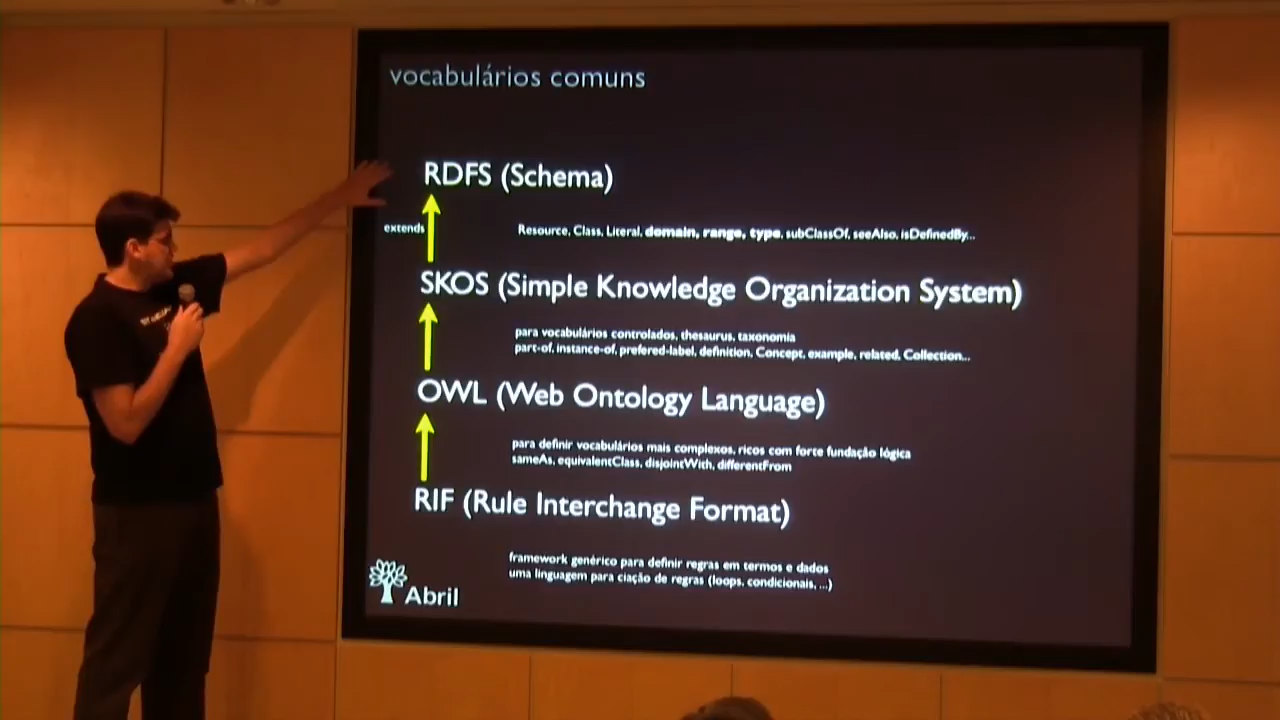 vocabulários comuns
RDFS (Schema)
extends
Resource, Class, Literal, domain, range, type, subClassOf, seeAlso, isDefinedBy...
SKOS (Simple Knowledge Organization System)
para vocabulários controlados, thesaurus, taxonomia
part-of, instance-of, prefered-label, definition, Concept, example, related, Collection...
OWL (Web Ontology Language)
para definir vocabulários mais complexos, ricos com forte fundação lógica
sameAs, equivalentClass, disjointWith, differentFrom
RIF (Rule Interchange Format)
framework genérico para definir regras em termos e dados
uma linguagem para ciação de regras (loops, condicionais, ...)
Abril